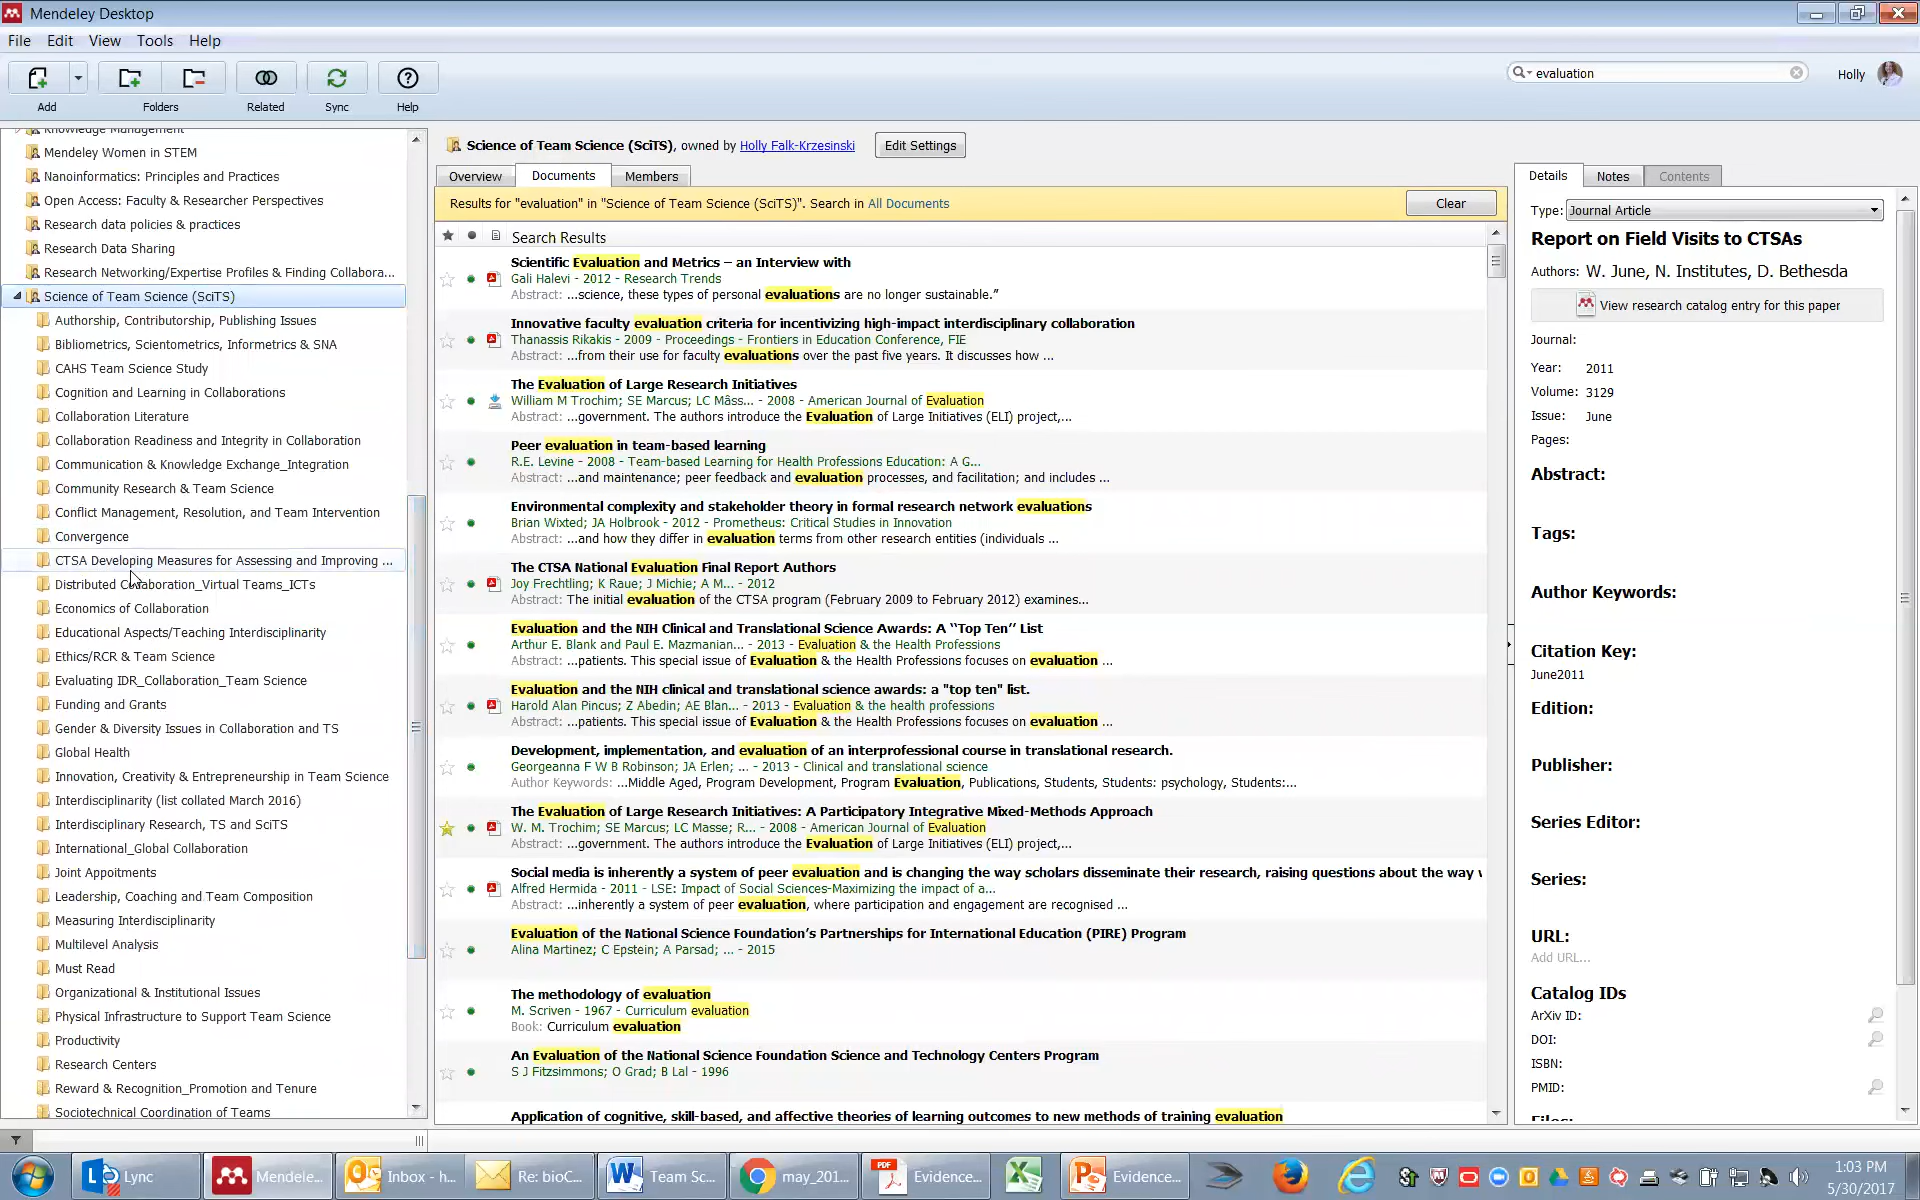 Mendeley Desktop
File Edit View Tools Help
evaluation
Holly
Add Folders Related Sync Help
Knowledge Management
Mendeley Women in STEM
Nanoinformatics: Principles and Practices
Open Access: Faculty & Researcher Perspectives
Research data policies & practices
Research Data Sharing
Research Networking/Expertise Profiles & Finding Collabora...
Science of Team Science (SciTS)
Authorship, Contributorship, Publishing Issues
Bibliometrics, Scientometrics, Informetrics & SNA
CAHS Team Science Study
Cognition and Learning in Collaborations
Collaboration Literature
Collaboration Readiness and Integrity in Collaboration
Communication & Knowledge Exchange_Integration
Community Research & Team Science
Conflict Management, Resolution, and Team Intervention
Convergence
CTSA Developing Measures for Assessing and Improving ...
Distributed Collaboration_Virtual Teams_ICTs
Economics of Collaboration
Educational Aspects/Teaching Interdisciplinarity
Ethics/RCR & Team Science
Evaluating IDR_Collaboration_Team Science
Funding and Grants
Gender & Diversity Issues in Collaboration and TS
Global Health
Innovation, Creativity & Entrepreneurship in Team Science
Interdisciplinarity (list collated March 2016)
Interdisciplinary Research, TS and SciTS
International_Global Collaboration
Joint Appoitments
Leadership, Coaching and Team Composition
Measuring Interdisciplinarity
Multilevel Analysis
Must Read
Organizational & Institutional Issues
Physical Infrastructure to Support Team Science
Productivity
Research Centers
Reward & Recognition_Promotion and Tenure
Sociotechnical Coordination of Teams
Science of Team Science (SciTS), owned by Holly Falk-Krzesinski Edit Settings
Overview Documents Members
Results for "evaluation" in "Science of Team Science (SciTS)". Search in All Documents Clear
Search Results
Scientific Evaluation and Metrics – an Interview with
Gali Halevi - 2012 - Research Trends
Abstract: ...science, these types of personal evaluations are no longer sustainable.”
Innovative faculty evaluation criteria for incentivizing high-impact interdisciplinary collaboration
Thanassis Rikakis - 2009 - Proceedings - Frontiers in Education Conference, FIE
Abstract: ...from their use for faculty evaluations over the past five years. It discusses how ...
The Evaluation of Large Research Initiatives
William M Trochim; SE Marcus; LC Mâss... - 2008 - American Journal of Evaluation
Abstract: ...government. The authors introduce the Evaluation of Large Initiatives (ELI) project,...
Peer evaluation in team-based learning
R.E. Levine - 2008 - Team-based Learning for Health Professions Education: A G...
Abstract: ...and maintenance; peer feedback and evaluation processes, and facilitation; and includes ...
Environmental complexity and stakeholder theory in formal research network evaluations
Brian Wixted; JA Holbrook - 2012 - Prometheus: Critical Studies in Innovation
Abstract: ...and how they differ in evaluation terms from other research entities (individuals ...
The CTSA National Evaluation Final Report Authors
Joy Frechtling; K Raue; J Michie; A M... - 2012
Abstract: The initial evaluation of the CTSA program (February 2009 to February 2012) examines...
Evaluation and the NIH Clinical and Translational Science Awards: A ‘‘Top Ten’’ List
Arthur E. Blank and Paul E. Mazmanian... - 2013 - Evaluation & the Health Professions
Abstract: ...patients. This special issue of Evaluation & the Health Professions focuses on evaluation ...
Evaluation and the NIH clinical and translational science awards: a "top ten" list.
Harold Alan Pincus; Z Abedin; AE Blan... - 2013 - Evaluation & the health professions
Abstract: ...patients. This special issue of Evaluation & the Health Professions focuses on evaluation ...
Development, implementation, and evaluation of an interprofessional course in translational research.
Georgeanna F W B Robinson; JA Erlen; ... - 2013 - Clinical and translational science
Author Keywords: ...Middle Aged, Program Development, Program Evaluation, Publications, Students, Students: psychology, Students:...
The Evaluation of Large Research Initiatives: A Participatory Integrative Mixed-Methods Approach
W. M. Trochim; SE Marcus; LC Masse; R... - 2008 - American Journal of Evaluation
Abstract: ...government. The authors introduce the Evaluation of Large Initiatives (ELI) project,...
Social media is inherently a system of peer evaluation and is changing the way scholars disseminate their research, raising questions about the way
Alfred Hermida - 2011 - LSE: Impact of Social Sciences-Maximizing the impact of a...
Abstract: ...inherently a system of peer evaluation, where participation and engagement are recognised ...
Evaluation of the National Science Foundation’s Partnerships for International Education (PIRE) Program
Alina Martinez; C Epstein; A Parsad; ... - 2015
The methodology of evaluation
M. Scriven - 1967 - Curriculum evaluation
Book: Curriculum evaluation
An Evaluation of the National Science Foundation Science and Technology Centers Program
S J Fitzsimmons; O Grad; B Lal - 1996
Application of cognitive, skill-based, and affective theories of learning outcomes to new methods of training evaluation
Details Notes Contents
Type: Journal Article
Report on Field Visits to CTSAs
Authors: W. June, N. Institutes, D. Bethesda
View research catalog entry for this paper
Journal:
Year: 2011
Volume: 3129
Issue: June
Pages:
Abstract:
Tags:
Author Keywords:
Citation Key:
June2011
Edition:
Publisher:
Series Editor:
Series:
URL:
Add URL...
Catalog IDs
ArXiv ID:
DOI:
ISBN:
PMID:
Files:
Lync Mendele... Inbox - h... Re: bioC... Team Sc... may_201... Evidence... Evidence...
1:03 PM
5/30/2017